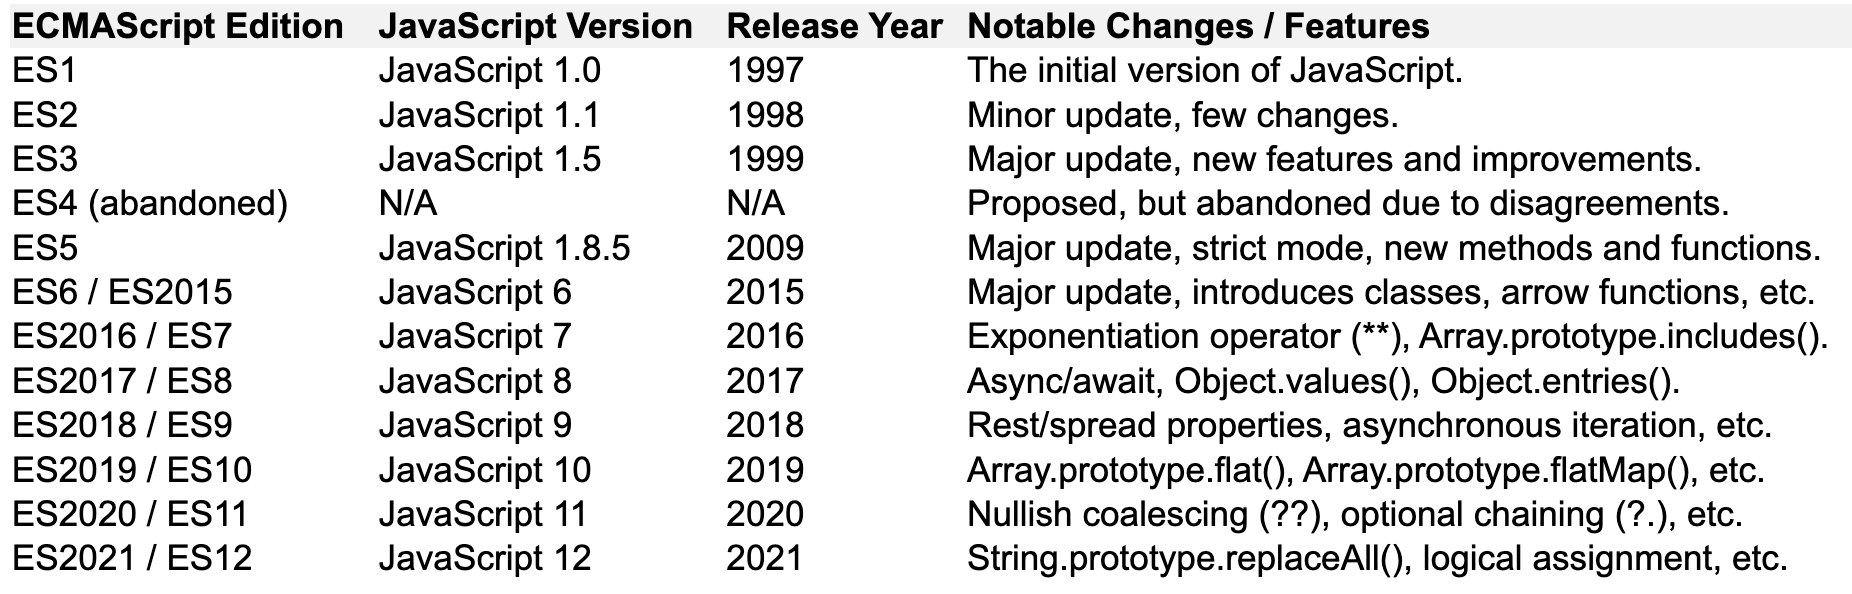 ECMAScript Edition JavaScript Version Release Year Notable Changes / Features
ES1 JavaScript 1.0 1997 The initial version of JavaScript.
ES2 JavaScript 1.1 1998 Minor update, few changes.
ES3 JavaScript 1.5 1999 Major update, new features and improvements.
ES4 (abandoned) N/A N/A Proposed, but abandoned due to disagreements.
ES5 JavaScript 1.8.5 2009 Major update, strict mode, new methods and functions.
ES6 / ES2015 JavaScript 6 2015 Major update, introduces classes, arrow functions, etc.
ES2016 / ES7 JavaScript 7 2016 Exponentiation operator (**), Array.prototype.includes().
ES2017 / ES8 JavaScript 8 2017 Async/await, Object.values(), Object.entries().
ES2018 / ES9 JavaScript 9 2018 Rest/spread properties, asynchronous iteration, etc.
ES2019 / ES10 JavaScript 10 2019 Array.prototype.flat(), Array.prototype.flatMap(), etc.
ES2020 / ES11 JavaScript 11 2020 Nullish coalescing (??), optional chaining (?.), etc.
ES2021 / ES12 JavaScript 12 2021 String.prototype.replaceAll(), logical assignment, etc.